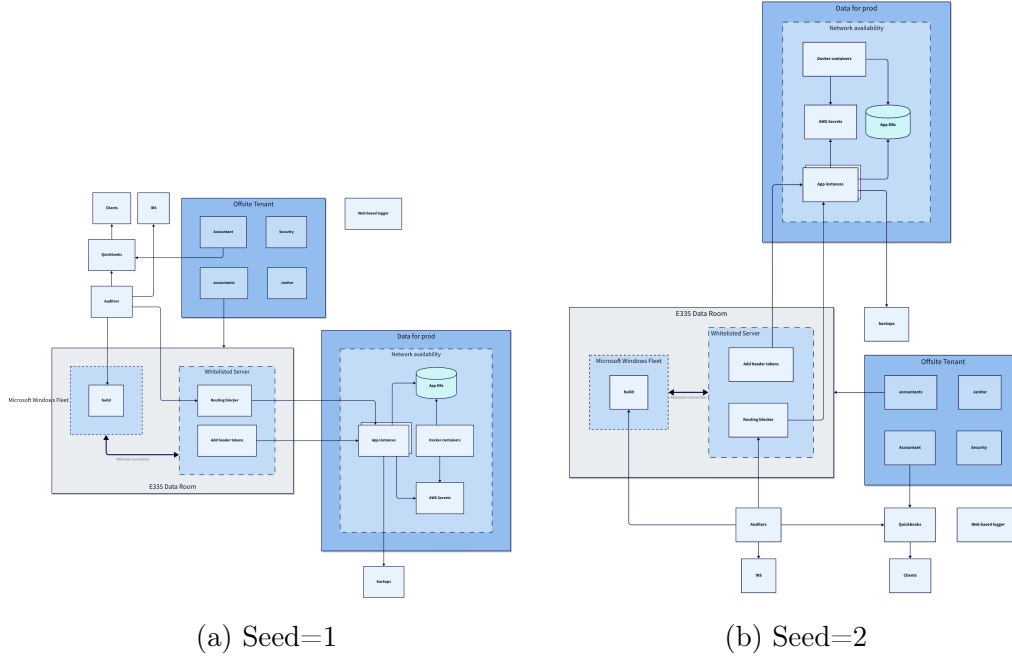 Clients
IRS
Quickbooks
Auditors
Offsite Tenant
Accountant
Security
accountants
Janitor
Web based logger
Microsoft Windows Fleet
build
Whitelisted Server
Routing blocker
Add header tokens
Maintain connection
E335 Data Room
Data for prod
Network availability
App DBs
App instances
Docker containers
AWS Secrets
backups
(a) Seed=1
Data for prod
Network availability
Docker containers
AWS Secrets
App DBs
App instances
backups
E335 Data Room
Whitelisted Server
Microsoft Windows Fleet
build
Add header tokens
Maintain connection
Routing blocker
Offsite Tenant
accountants
Janitor
Accountant
Security
Auditors
Quickbooks
Web based logger
IRS
Clients
(b) Seed=2